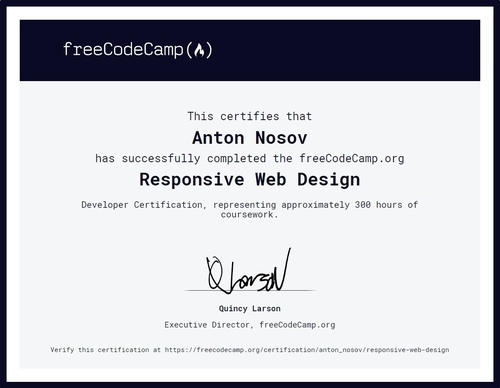 freeCodeCamp
This certifies that
Anton Nosov
has successfully completed the freeCodeCamp.org
Responsive Web Design
Developer Certification, representing approximately 300 hours of
coursework.
Quincy Larson
Executive Director, freeCodeCamp.org
Verify this certification at https://freecodecamp.org/certification/anton_nosov/responsive-web-design